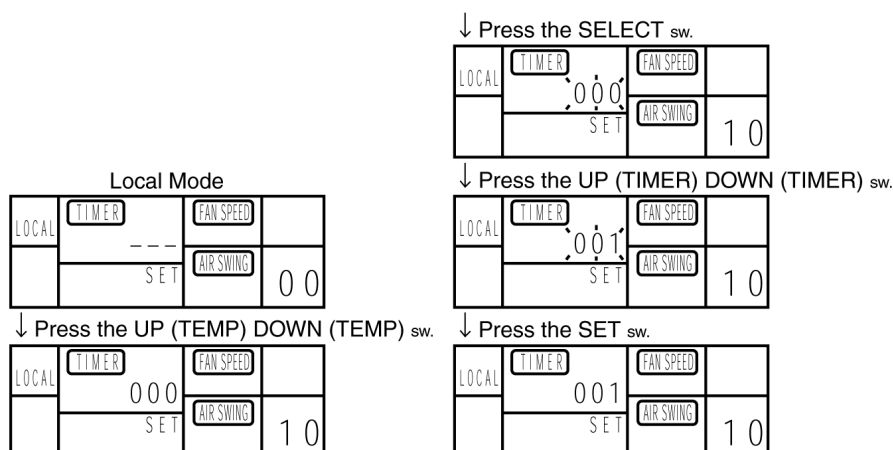 Local Mode
LOCAL
TIMER
FAN SPEED
- - -
SET
AIR SWING
00
↓ Press the UP (TEMP) DOWN (TEMP) sw.
LOCAL
TIMER
FAN SPEED
000
SET
AIR SWING
10
↓ Press the SELECT sw.
LOCAL
TIMER
FAN SPEED
000
SET
AIR SWING
10
↓ Press the UP (TIMER) DOWN (TIMER) sw.
LOCAL
TIMER
FAN SPEED
001
SET
AIR SWING
10
↓ Press the SET sw.
LOCAL
TIMER
FAN SPEED
001
SET
AIR SWING
10